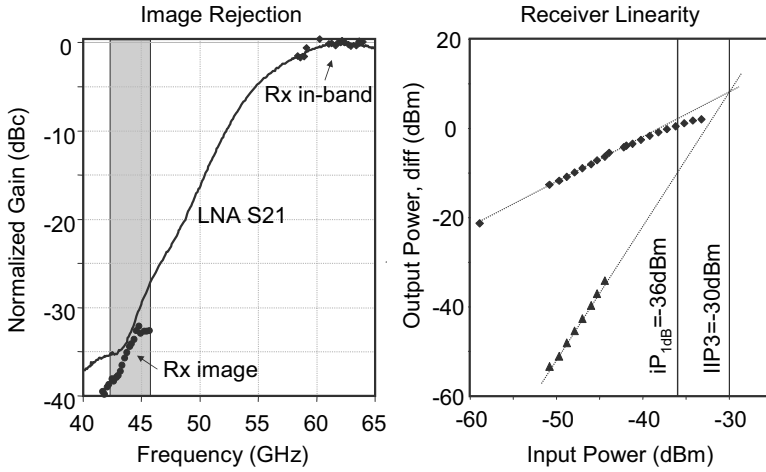 Image Rejection
Normalized Gain (dBc)
0
-10
-20
-30
-40
Rx in-band
LNA S21
Rx image
40 45 50 55 60 65
Frequency (GHz)
Receiver Linearity
Output Power, diff (dBm)
20
0
-20
-40
-60
iP1dB=-36dBm
IIP3=-30dBm
-60 -50 -40 -30
Input Power (dBm)